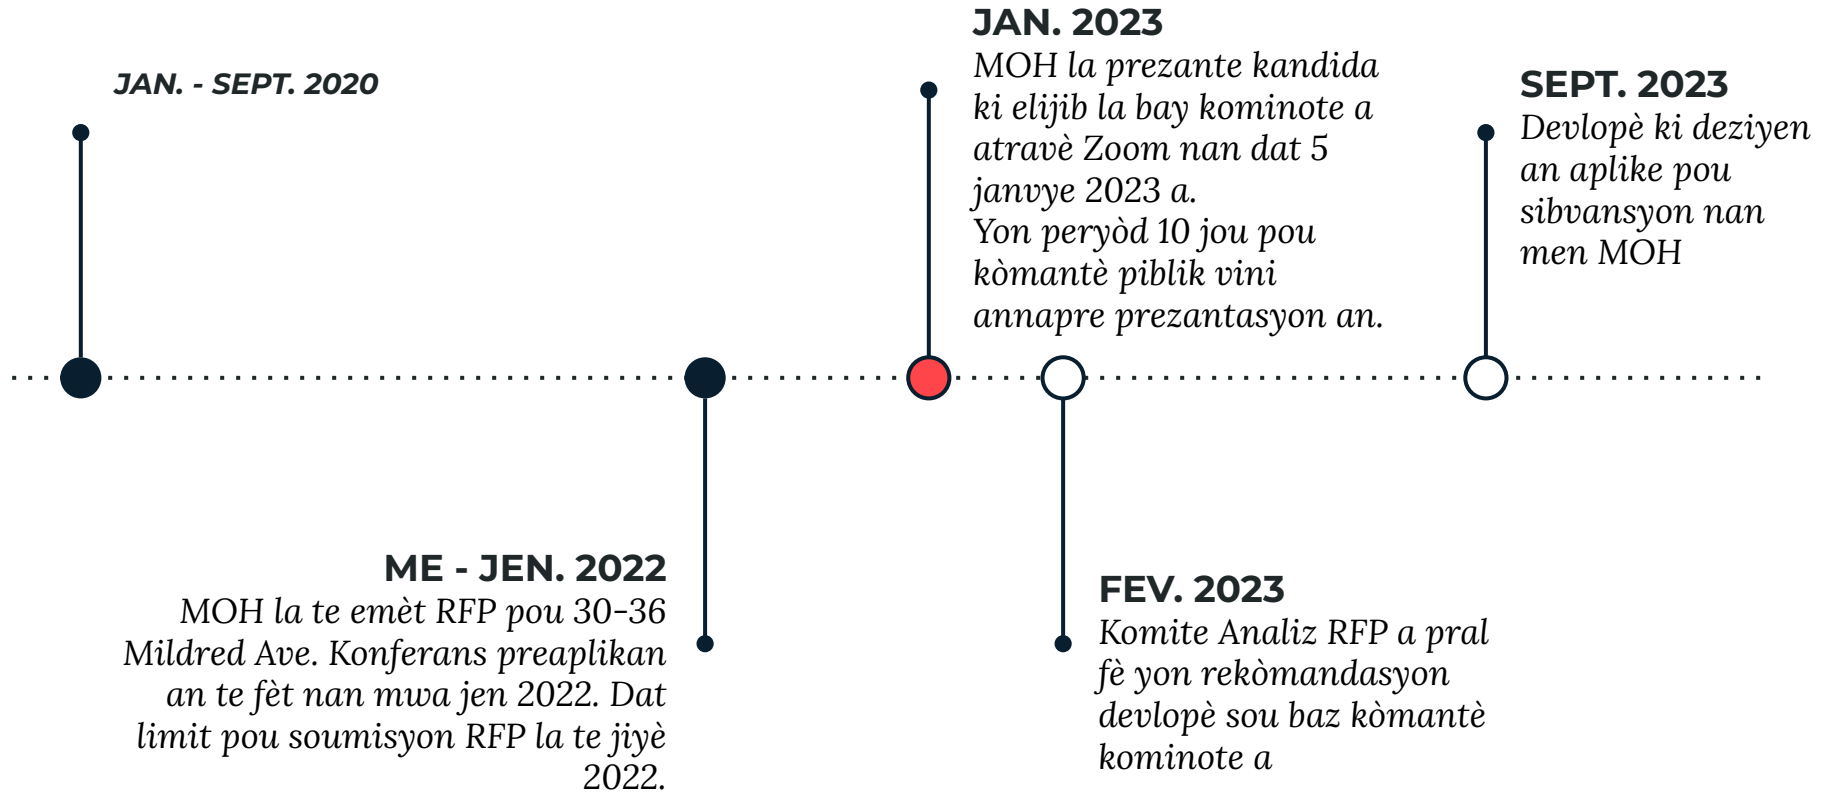 JAN. - SEPT. 2020
ME - JEN. 2022
MOH la te emèt RFP pou 30-36
Mildred Ave. Konferans preaplikan
an te fèt nan mwa jen 2022. Dat
limit pou soumisyon RFP la te jiyè
2022.
JAN. 2023
MOH la prezante kandida
ki elijib la bay kominote a
atravè Zoom nan dat 5
janvye 2023 a.
Yon peryòd 10 jou pou
kòmantè piblik vini
annapre prezantasyon an.
FEV. 2023
Komite Analiz RFP a pral
fè yon rekòmandasyon
devlopè sou baz kòmantè
kominote a
SEPT. 2023
Devlopè ki deziyen
an aplike pou
sibvansyon nan
men MOH